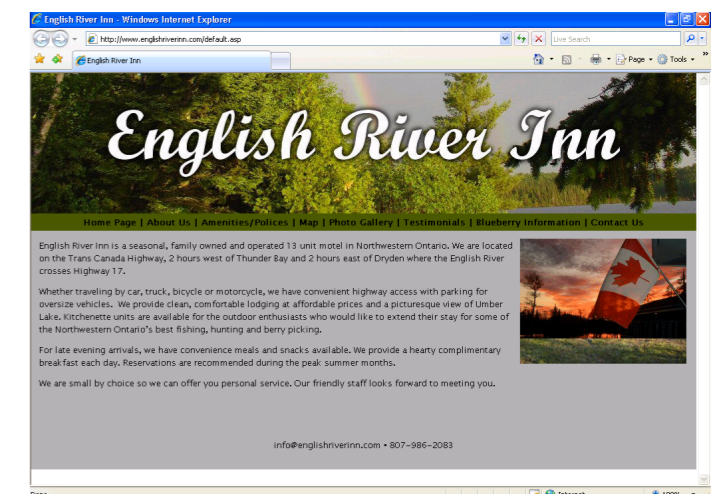 English River Inn - Windows Internet Explorer
http://www.englishriverinn.com/default.asp
Live Search
English River Inn
Page
Tools
English River Inn
Home Page | About Us | Amenities/Polices | Map | Photo Gallery | Testimonials | Blueberry Information | Contact Us
English River Inn is a seasonal, family owned and operated 13 unit motel in Northwestern Ontario. We are located
on the Trans Canada Highway, 2 hours west of Thunder Bay and 2 hours east of Dryden where the English River
crosses Highway 17.
Whether traveling by car, truck, bicycle or motorcycle, we have convenient highway access with parking for
oversize vehicles. We provide clean, comfortable lodging at affordable prices and a picturesque view of Umber
Lake. Kitchenette units are available for the outdoor enthusiasts who would like to extend their stay for some of
the Northwestern Ontario's best fishing, hunting and berry picking.
For late evening arrivals, we have convenience meals and snacks available. We provide a hearty complimentary
breakfast each day. Reservations are recommended during the peak summer months.
We are small by choice so we can offer you personal service. Our friendly staff looks forward to meeting you.
info@englishriverinn.com • 807-986-2083
Done
Internet
100%